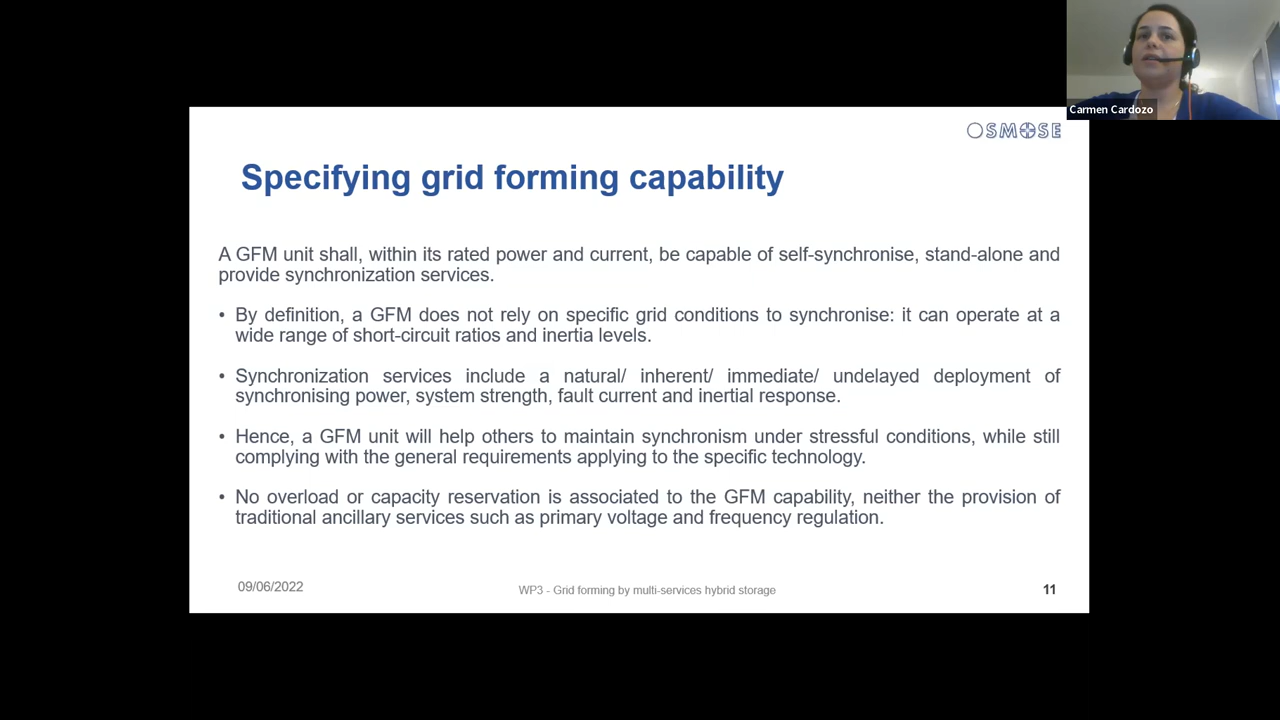 Carmen Cardozo
OSMOSE
Specifying grid forming capability
A GFM unit shall, within its rated power and current, be capable of self-synchronise, stand-alone and
provide synchronization services.
• By definition, a GFM does not rely on specific grid conditions to synchronise: it can operate at a
wide range of short-circuit ratios and inertia levels.
• Synchronization services include a natural/ inherent/ immediate/ undelayed deployment of
synchronising power, system strength, fault current and inertial response.
• Hence, a GFM unit will help others to maintain synchronism under stressful conditions, while still
complying with the general requirements applying to the specific technology.
• No overload or capacity reservation is associated to the GFM capability, neither the provision of
traditional ancillary services such as primary voltage and frequency regulation.
09/06/2022
WP3 - Grid forming by multi-services hybrid storage
11